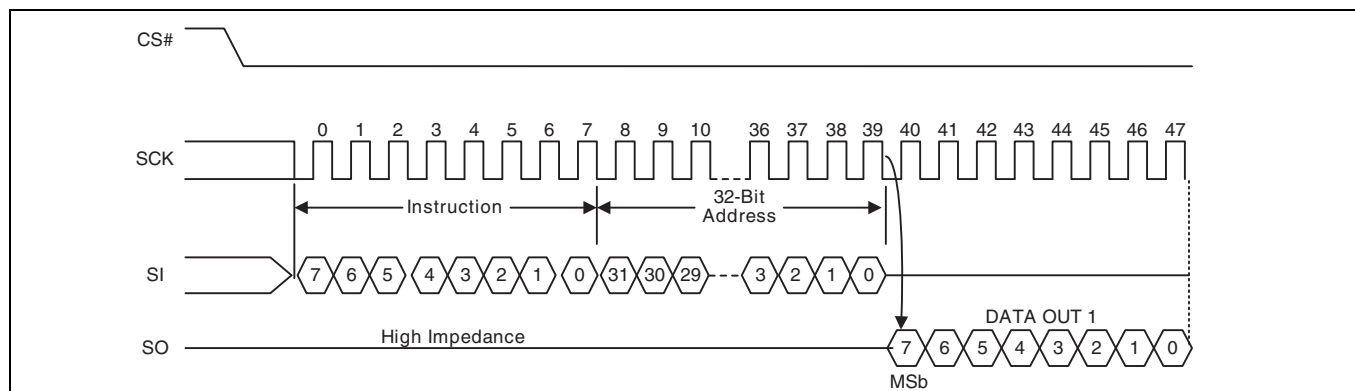 CS#
0 1 2 3 4 5 6 7 8 9 10 36 37 38 39 40 41 42 43 44 45 46 47
SCK
Instruction
32-Bit
Address
SI
7 6 5 4 3 2 1 0 31 30 29 3 2 1 0
DATA OUT 1
SO
High Impedance
7 6 5 4 3 2 1 0
MSb